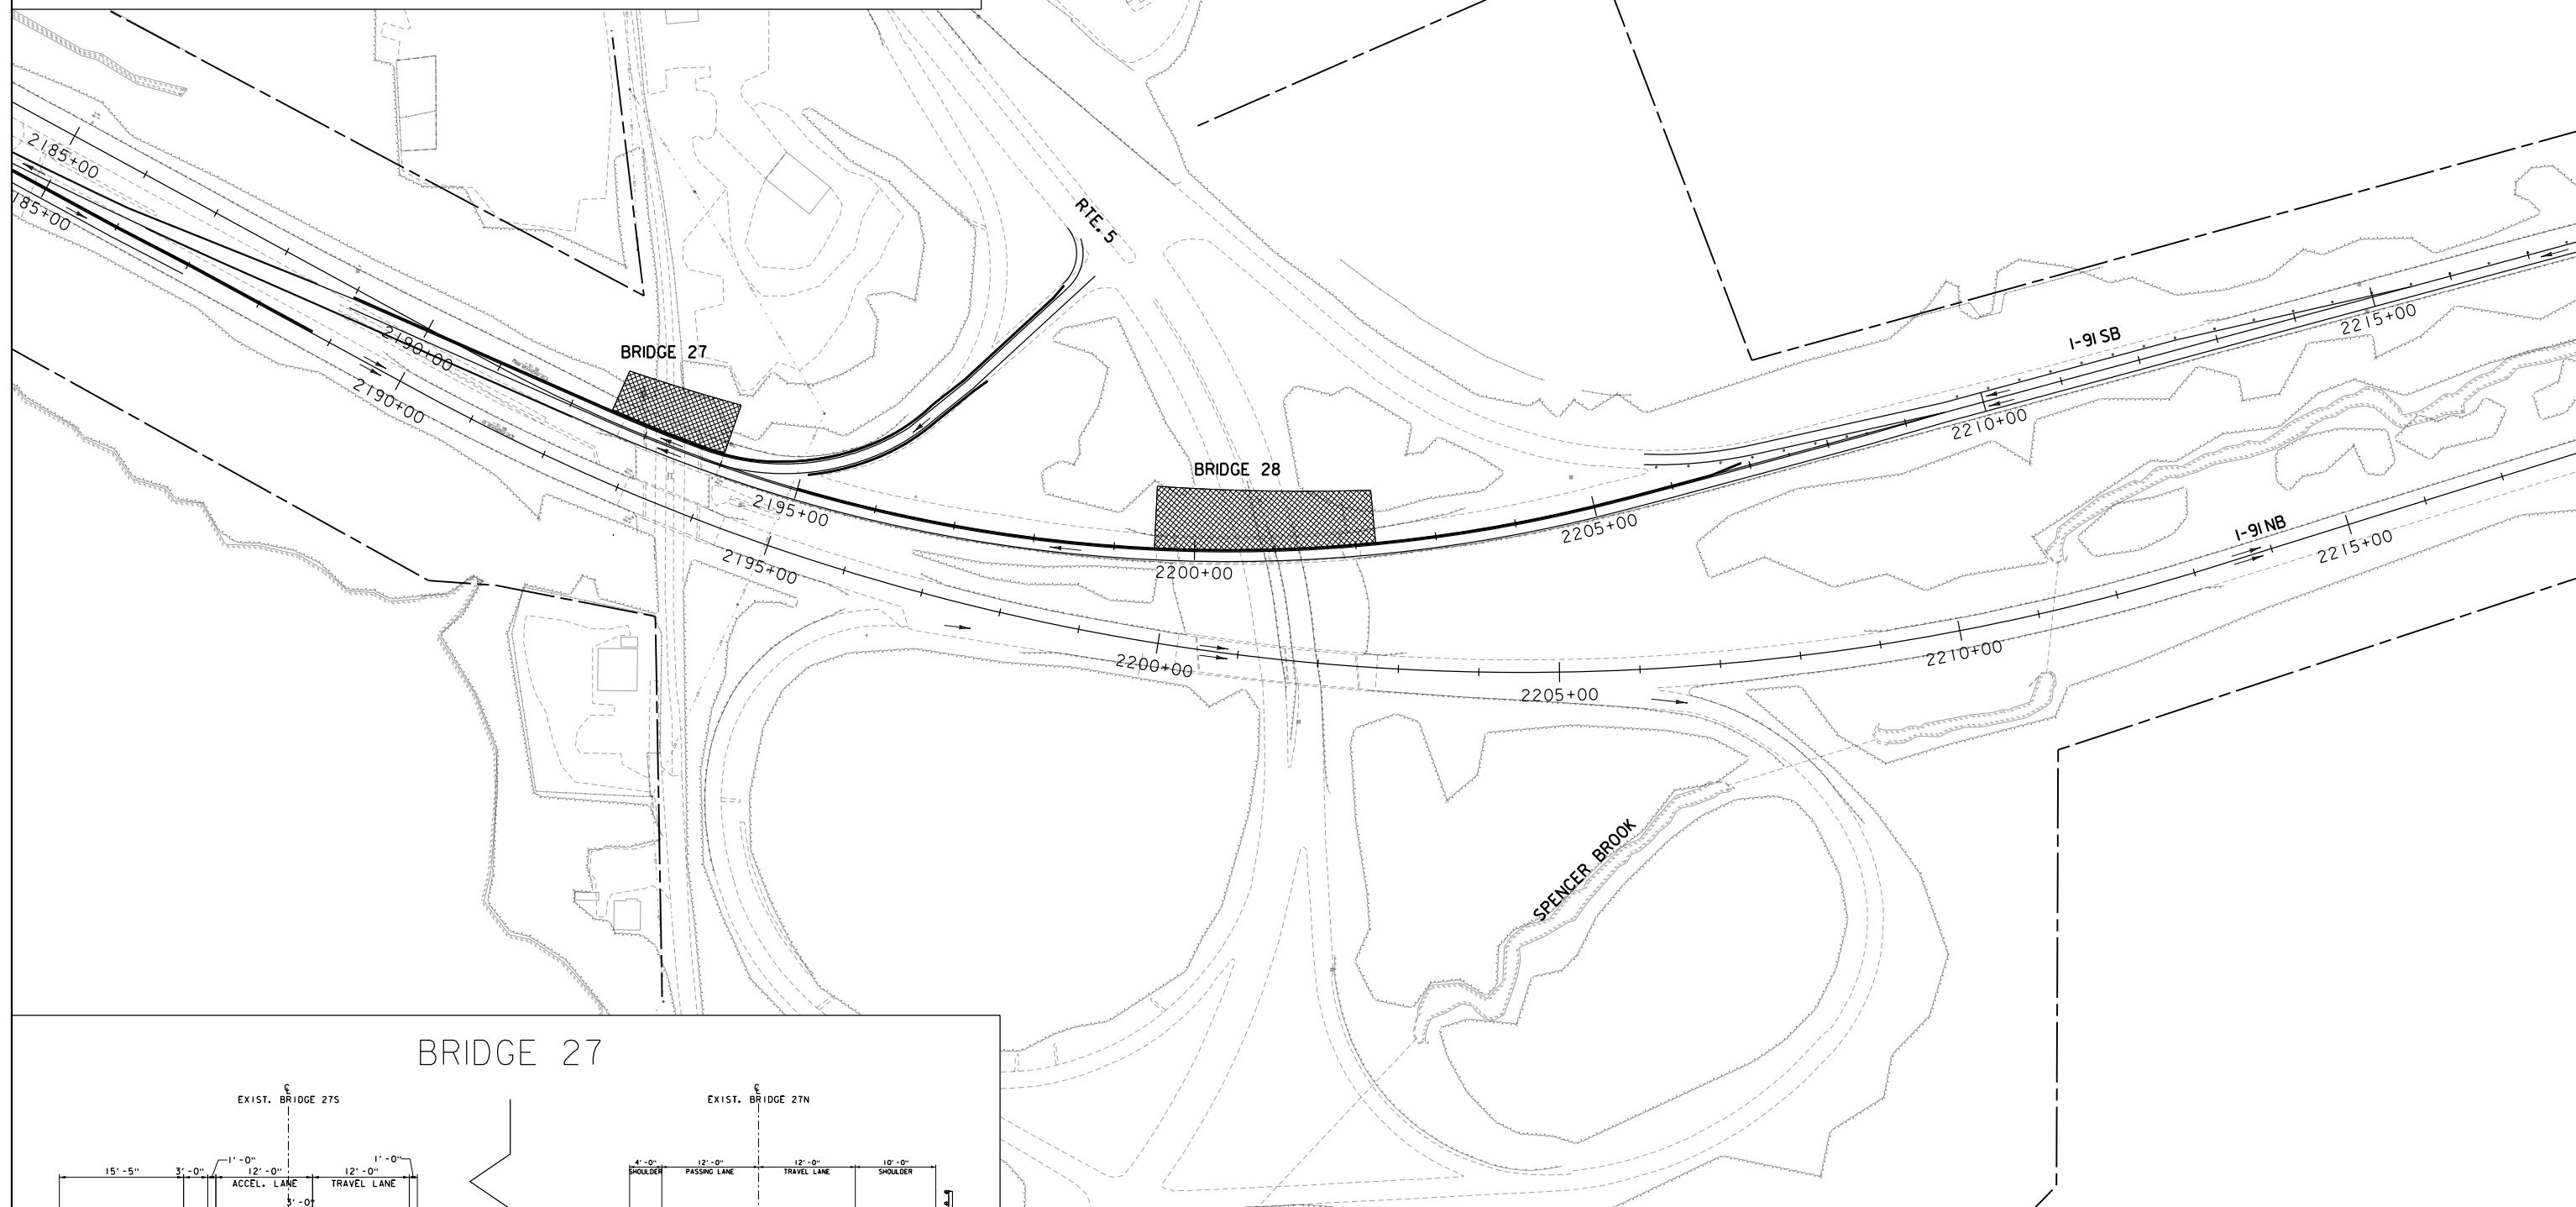 2185+00
185+00
RTE. 5
I-91 SB
2215+00
2190+00
BRIDGE 27
2190+00
2210+00
BRIDGE 28
2195+00
2205+00
I-91 NB
2215+00
2195+00
2200+00
2200+00
2210+00
2205+00
SPENCER BROOK
BRIDGE 27
℄
EXIST. BRIDGE 27S
℄
EXIST. BRIDGE 27N
15'-5"
3'-0"
1'-0"
12'-0"
ACCEL. LANE
12'-0"
TRAVEL LANE
1'-0"
3'-0"
4'-0"
SHOULDER
12'-0"
PASSING LANE
12'-0"
TRAVEL LANE
10'-0"
SHOULDER